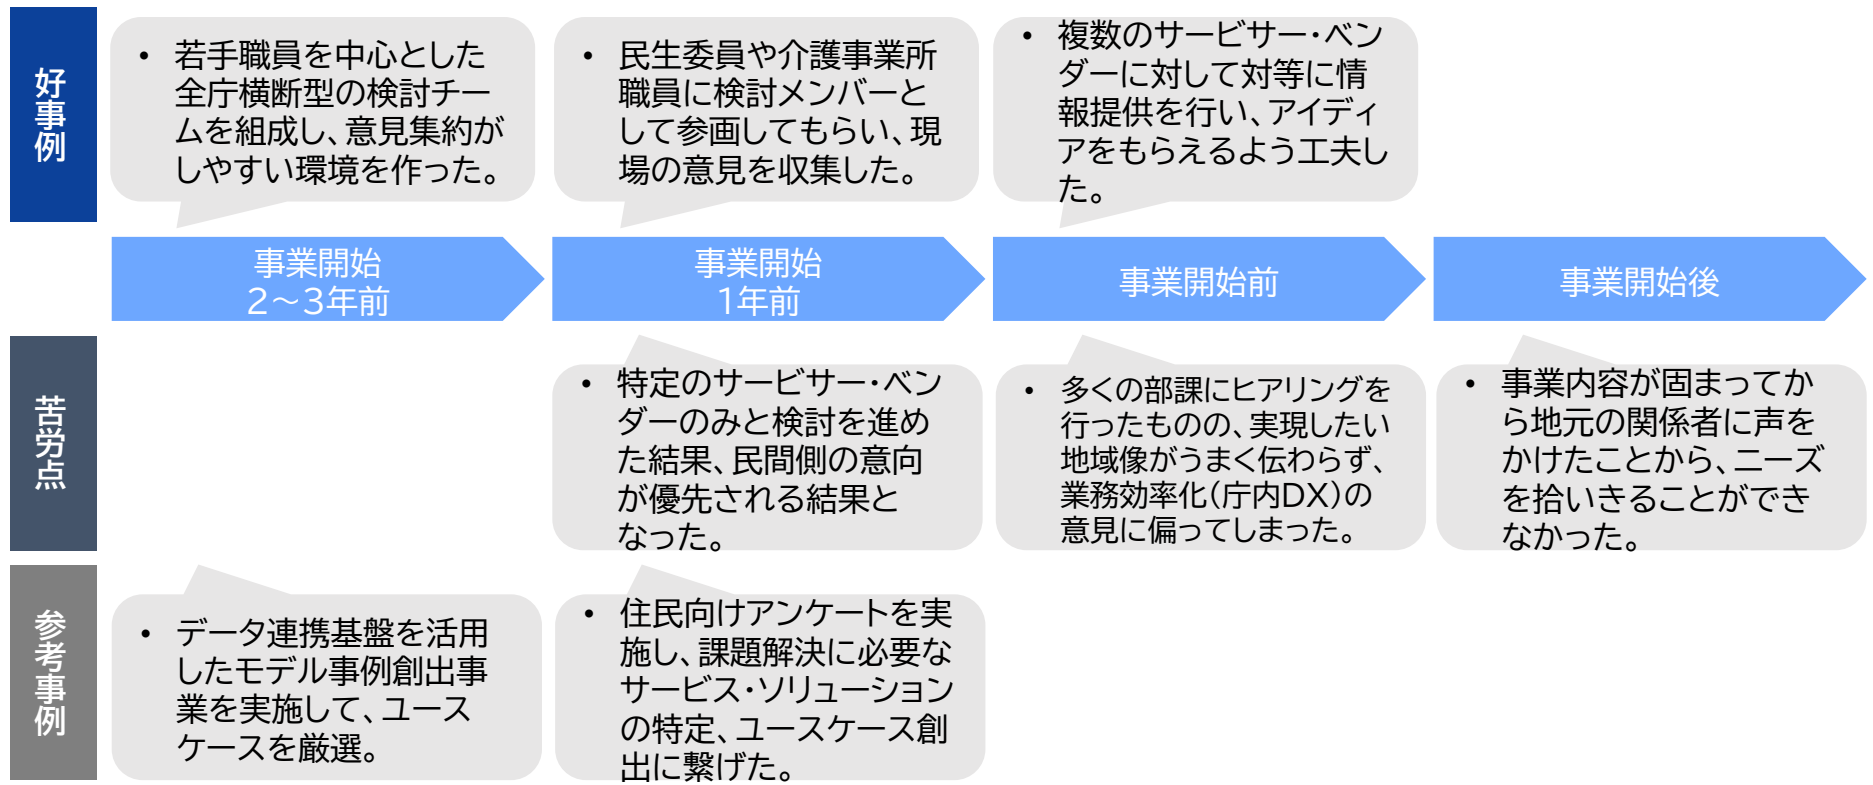 好事例
• 若手職員を中心とした
全庁横断型の検討チー
ムを組成し、意見集約が
しやすい環境を作った。
• 民生委員や介護事業所
職員に検討メンバーと
して参画してもらい、現
場の意見を収集した。
• 複数のサービサー・ベン
ダーに対して対等に情
報提供を行い、アイディ
アをもらえるよう工夫し
た。
事業開始
2～3年前
事業開始
1年前
事業開始前
事業開始後
苦労点
• 特定のサービサー・ベン
ダーのみと検討を進め
た結果、民間側の意向
が優先される結果と
なった。
• 多くの部課にヒアリングを
行ったものの、実現したい
地域像がうまく伝わらず、
業務効率化（庁内DX）の
意見に偏ってしまった。
• 事業内容が固まってか
ら地元の関係者に声を
かけたことから、ニーズ
を拾いきることができ
なかった。
参考事例
• データ連携基盤を活用
したモデル事例創出事
業を実施して、ユース
ケースを厳選。
• 住民向けアンケートを実
施し、課題解決に必要な
サービス・ソリューション
の特定、ユースケース創
出に繋げた。